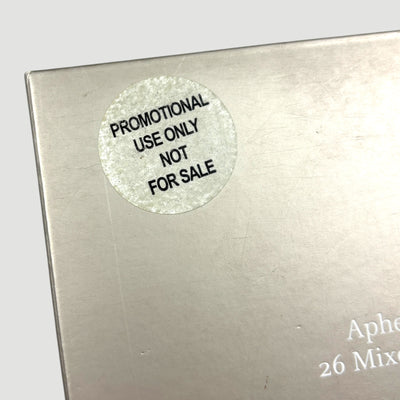 PROMOTIONAL
USE ONLY
NOT
FOR SALE
Aphe
26 Mixe